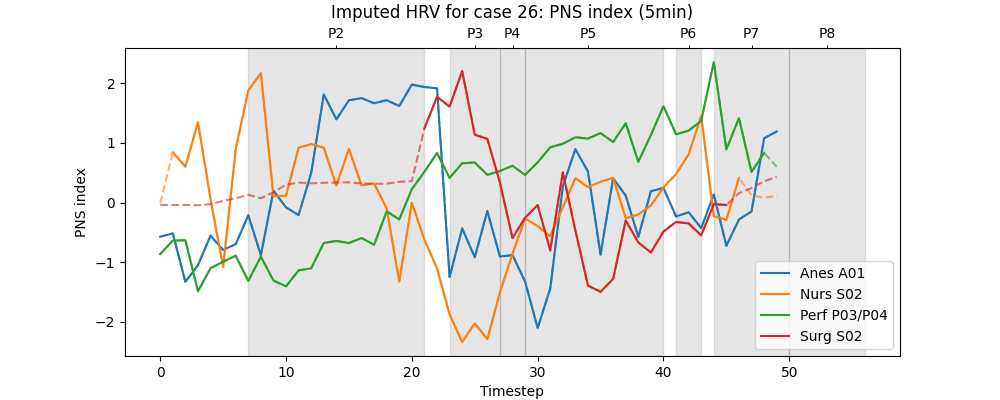 Imputed HRV for case 26: PNS index (5min)
P2 P3 P4 P5 P6 P7 P8
PNS index
2
1
0
−1
−2
0 10 20 30 40 50
Timestep
Anes A01
Nurs S02
Perf P03/P04
Surg S02